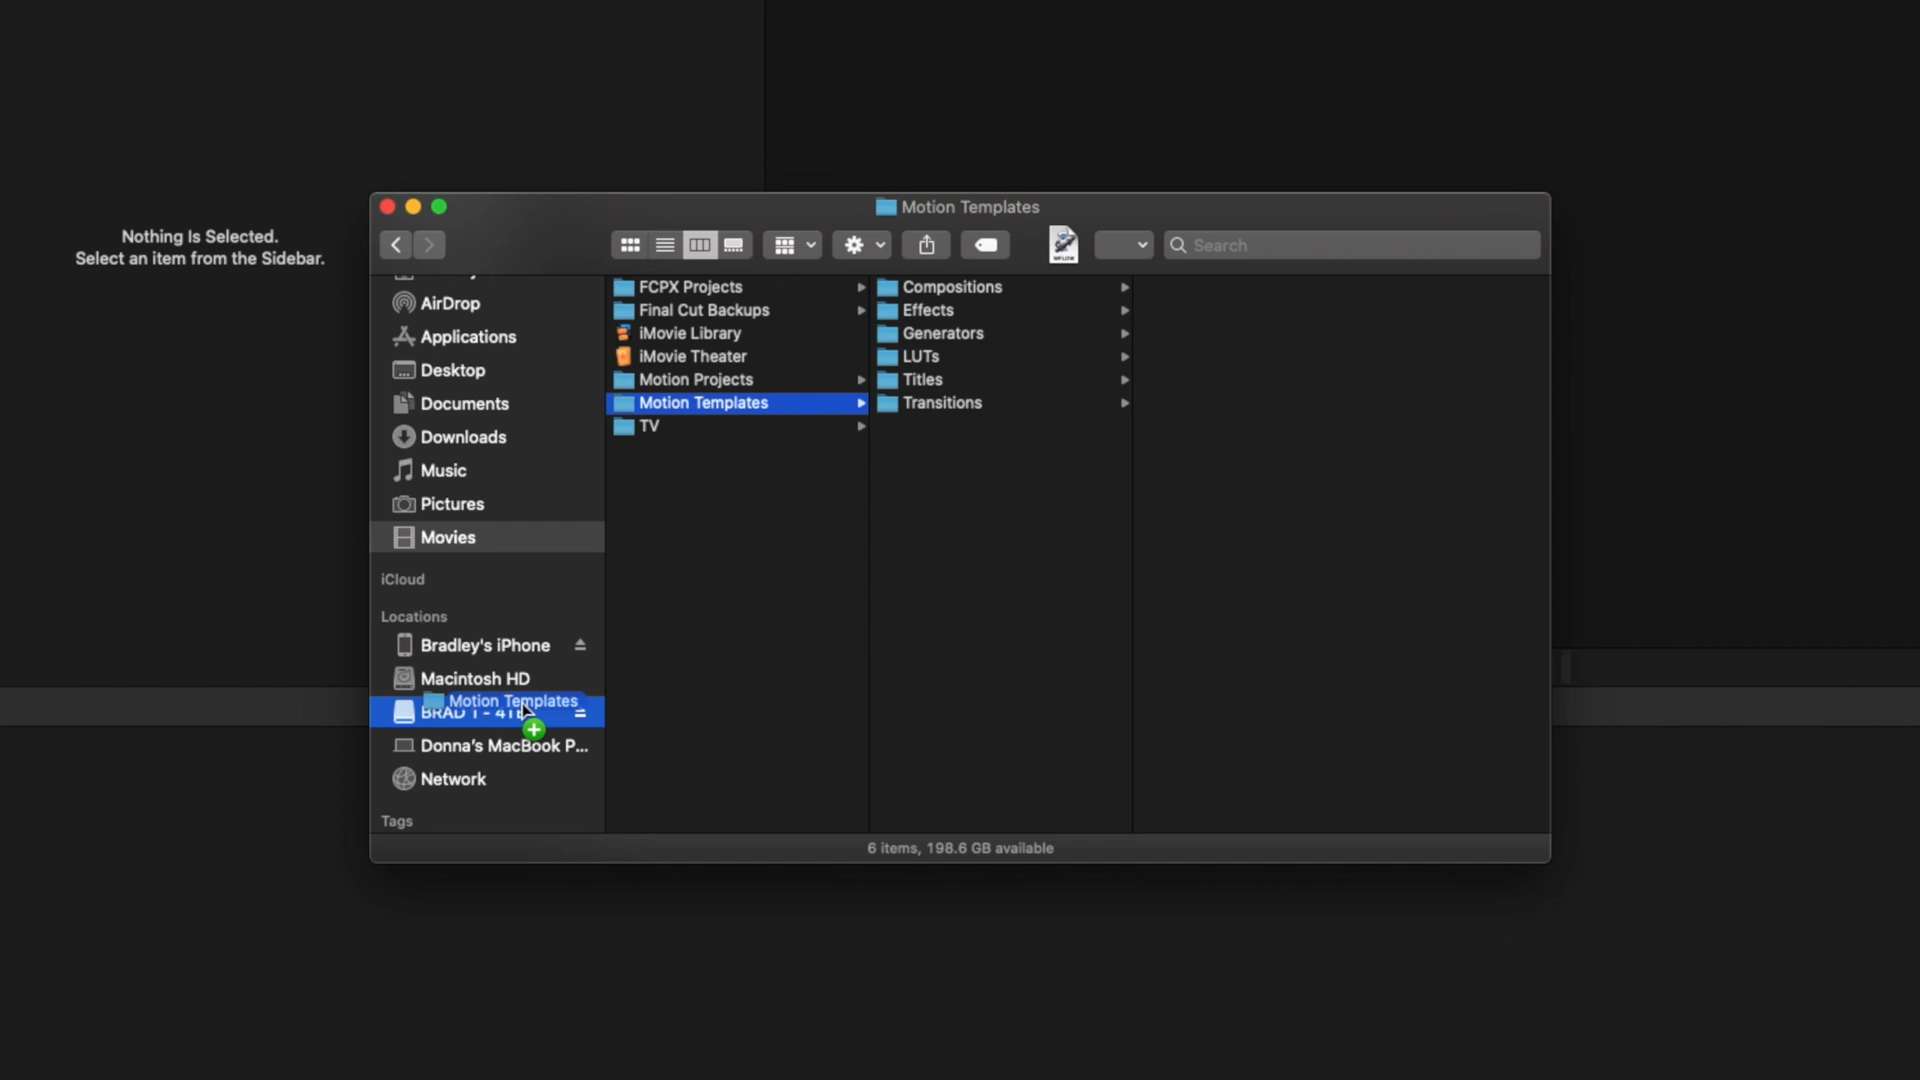 Nothing Is Selected.
Select an item from the Sidebar.
Motion Templates
Search
AirDrop
Applications
Desktop
Documents
Downloads
Music
Pictures
Movies
iCloud
Locations
Bradley's iPhone
Macintosh HD
Motion Templates
BRAD 1 - 4TB
Donna's MacBook P...
Network
Tags
FCPX Projects
Final Cut Backups
iMovie Library
iMovie Theater
Motion Projects
Motion Templates
TV
Compositions
Effects
Generators
LUTs
Titles
Transitions
6 items, 198.6 GB available